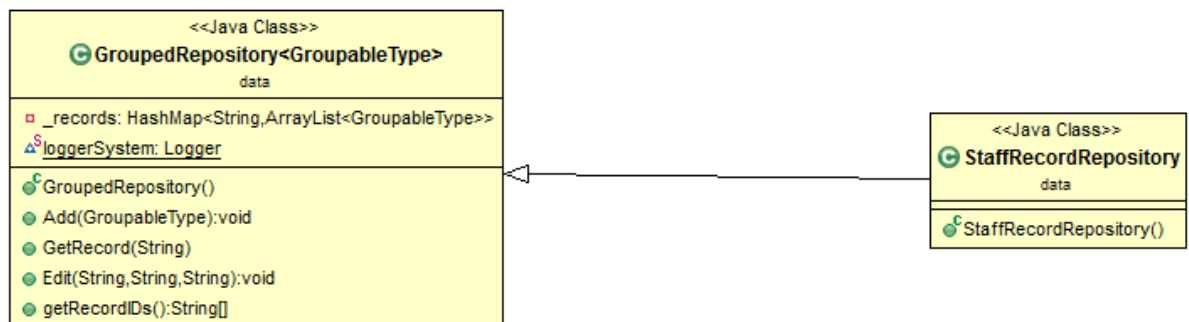 <<Java Class>>
GroupedRepository<GroupableType>
data
_records: HashMap<String,ArrayList<GroupableType>>
loggerSystem: Logger
GroupedRepository()
Add(GroupableType):void
GetRecord(String)
Edit(String,String,String):void
getRecordIDs():String[]
<<Java Class>>
StaffRecordRepository
data
StaffRecordRepository()